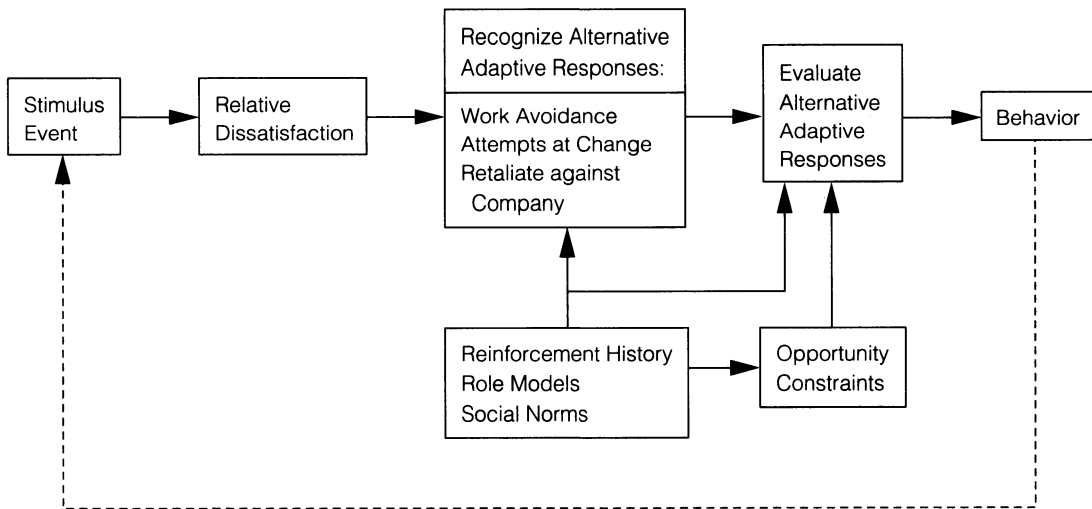 Stimulus
Event
Relative
Dissatisfaction
Recognize Alternative
Adaptive Responses:
Work Avoidance
Attempts at Change
Retaliate against
Company
Evaluate
Alternative
Adaptive
Responses
Behavior
Reinforcement History
Role Models
Social Norms
Opportunity
Constraints